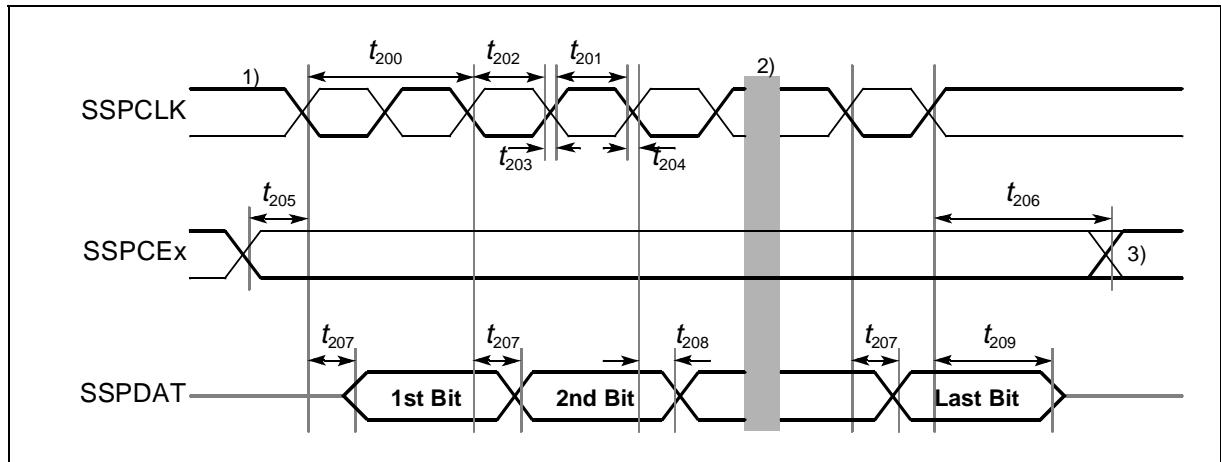 t200 t202 t201
1) 2)
SSPCLK
t203 t204
t205 t206
SSPCEx 3)
t207 t207 t208 t207 t209
SSPDAT 1st Bit 2nd Bit Last Bit